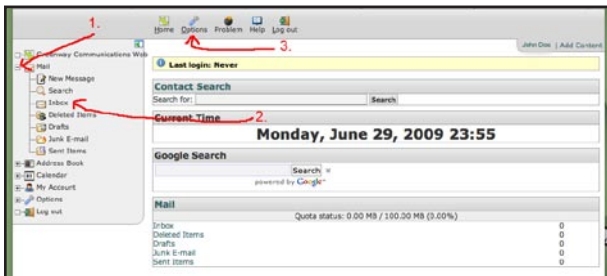 1.
Home Options Problem Help Log out
3.
John Doe | Add Content
Greenway Communications Web
Mail
New Message
Search
Inbox
2.
Deleted Items
Drafts
Junk E-mail
Sent Items
Address Book
Calendar
My Account
Options
Log out
Last login: Never
Contact Search
Search for:
Search
Current Time
Monday, June 29, 2009 23:55
Google Search
Search
powered by Google™
Mail
Quota status: 0.00 MB / 100.00 MB (0.00%)
Inbox 0
Deleted Items 0
Drafts 0
Junk E-mail 0
Sent Items 0